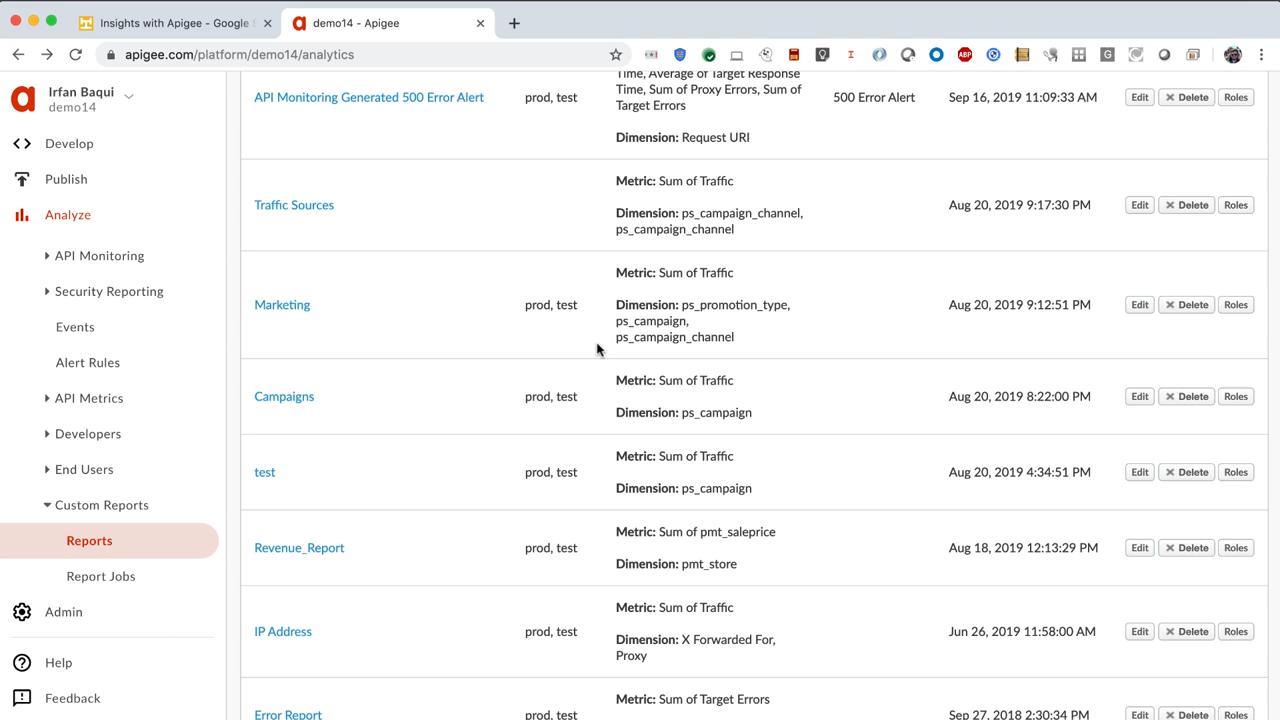 Insights with Apigee - Google S
demo14 - Apigee
apigee.com/platform/demo14/analytics
ABP
G
Irfan Baqui
demo14
Develop
Publish
Analyze
API Monitoring
Security Reporting
Events
Alert Rules
API Metrics
Developers
End Users
Custom Reports
Reports
Report Jobs
Admin
Help
Feedback
Time, Average of Target Response
API Monitoring Generated 500 Error Alert prod, test Time, Sum of Proxy Errors, Sum of 500 Error Alert Sep 16, 2019 11:09:33 AM Edit Delete Roles
Target Errors
Dimension: Request URI
Metric: Sum of Traffic
Traffic Sources Aug 20, 2019 9:17:30 PM Edit Delete Roles
Dimension: ps_campaign_channel,
ps_campaign_channel
Metric: Sum of Traffic
Marketing prod, test Dimension: ps_promotion_type, Aug 20, 2019 9:12:51 PM Edit Delete Roles
ps_campaign,
ps_campaign_channel
Metric: Sum of Traffic
Campaigns prod, test Aug 20, 2019 8:22:00 PM Edit Delete Roles
Dimension: ps_campaign
Metric: Sum of Traffic
test prod, test Aug 20, 2019 4:34:51 PM Edit Delete Roles
Dimension: ps_campaign
Metric: Sum of pmt_saleprice
Revenue_Report prod, test Aug 18, 2019 12:13:29 PM Edit Delete Roles
Dimension: pmt_store
Metric: Sum of Traffic
IP Address prod, test Jun 26, 2019 11:58:00 AM Edit Delete Roles
Dimension: X Forwarded For,
Proxy
Metric: Sum of Target Errors
Error Report prod, test Sep 27, 2018 2:30:34 PM Edit Delete Roles